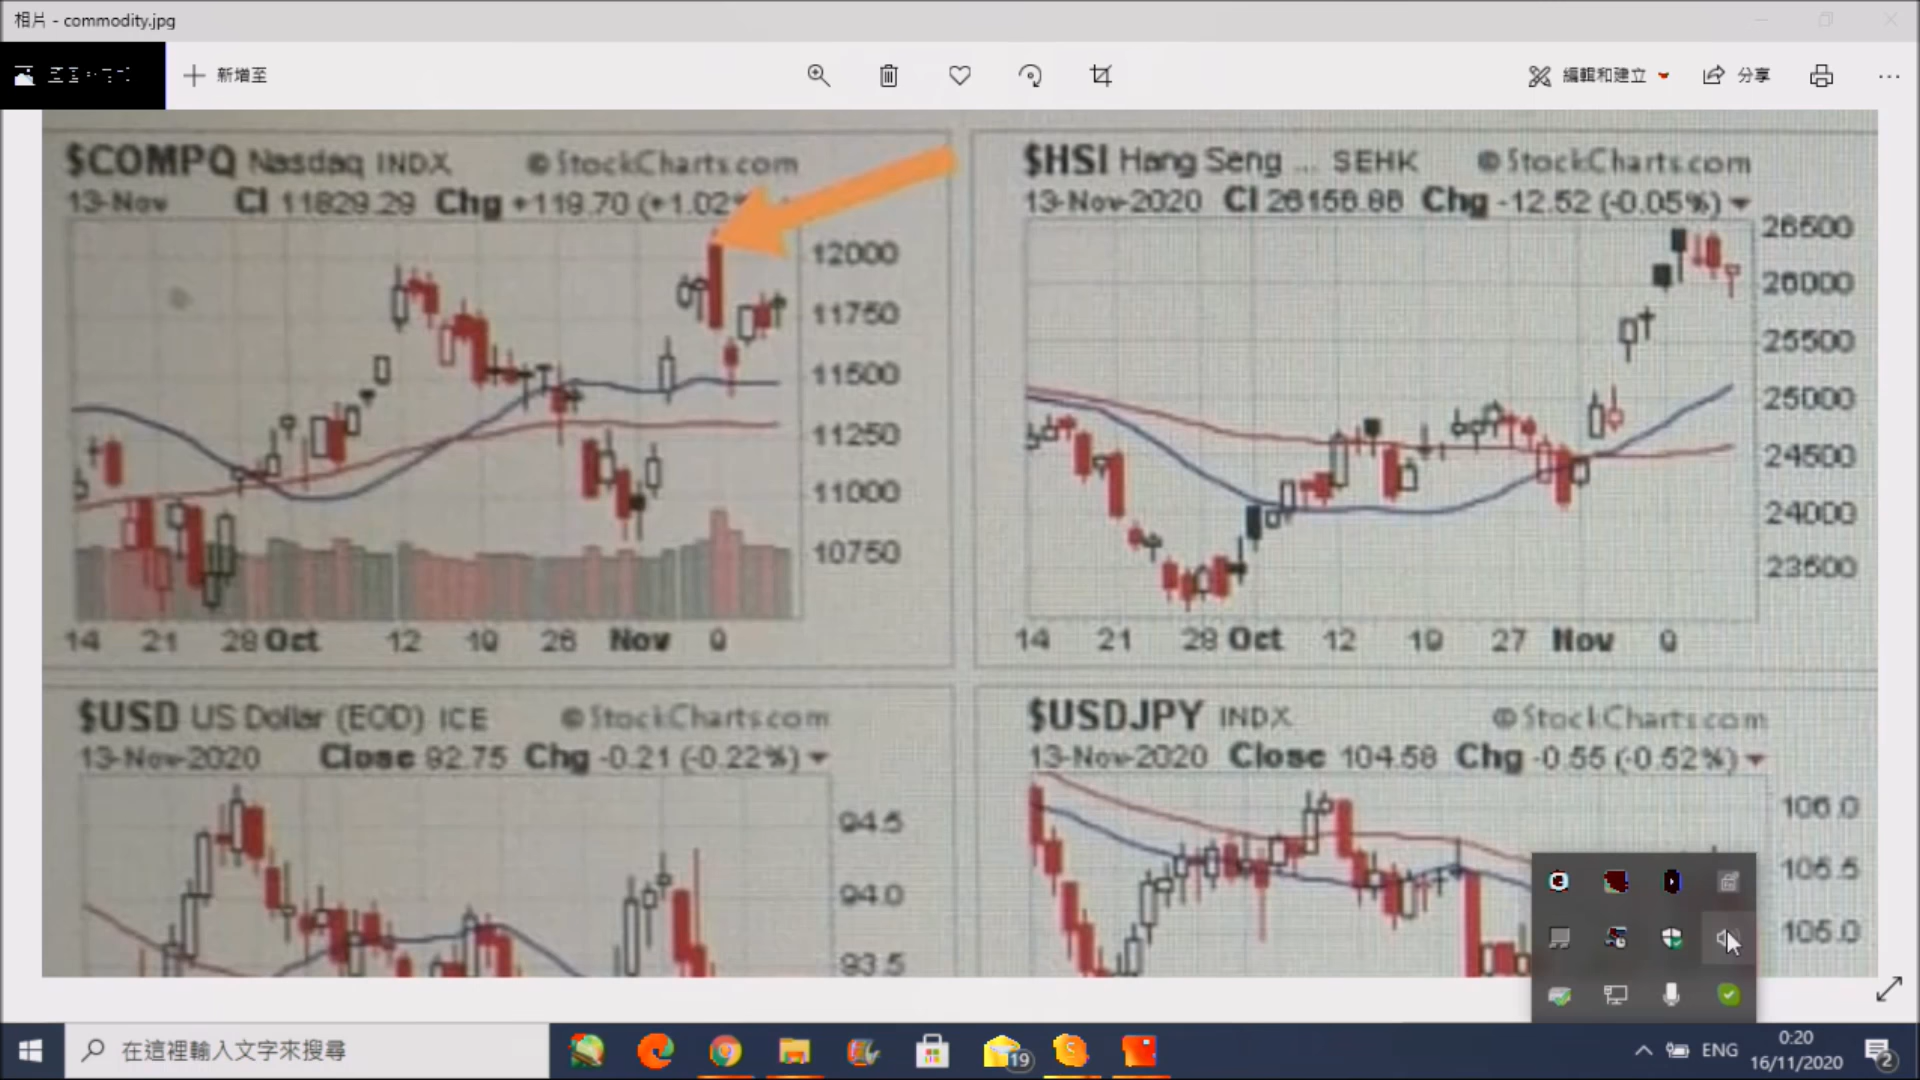 相片 - commodity.jpg
新增至
編輯和建立
分享
$COMPQ Nasdaq INDX © StockCharts.com
13-Nov Cl 11829.29 Chg +119.70 (+1.02%
12000
11750
11500
11250
11000
10750
14 21 28 Oct 12 19 26 Nov 9
$HSI Hang Seng ... SEHK © StockCharts.com
13-Nov-2020 Cl 26156.86 Chg -12.52 (-0.05%)
26500
26000
25500
25000
24500
24000
23500
14 21 28 Oct 12 19 27 Nov 9
$USD US Dollar (EOD) ICE © StockCharts.com
13-Nov-2020 Close 92.75 Chg -0.21 (-0.22%)
94.5
94.0
93.5
$USDJPY INDX © StockCharts.com
13-Nov-2020 Close 104.58 Chg -0.55 (-0.52%)
106.0
105.5
105.0
在這裡輸入文字來搜尋
19
ENG
0:20
16/11/2020
2